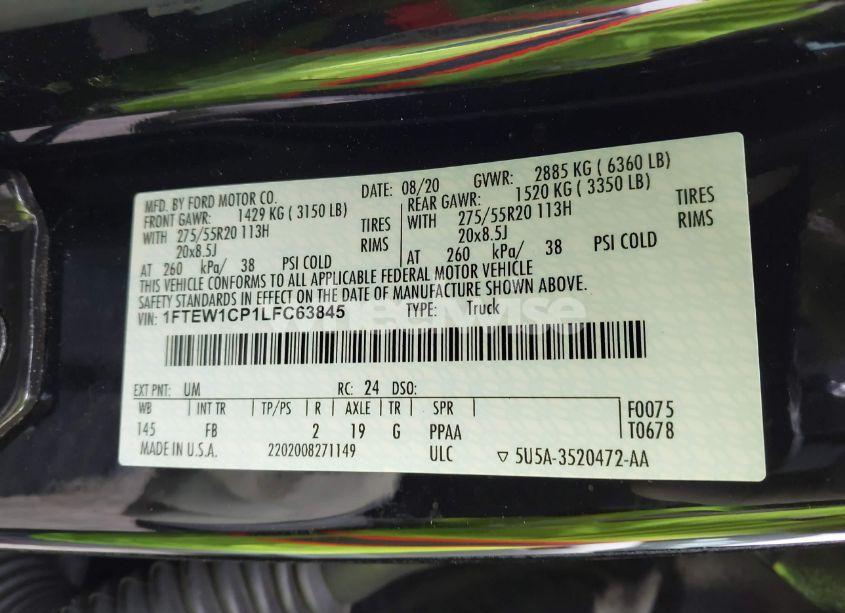 MFD. BY FORD MOTOR CO.
DATE: 08/20 GVWR: 2885 KG ( 6360 LB)
FRONT GAWR: 1429 KG ( 3150 LB)
WITH 275/55R20 113H TIRES
20x8.5J RIMS
AT 260 kPa/ 38 PSI COLD
REAR GAWR: 1520 KG ( 3350 LB)
WITH 275/55R20 113H TIRES
20x8.5J RIMS
AT 260 kPa/ 38 PSI COLD
THIS VEHICLE CONFORMS TO ALL APPLICABLE FEDERAL MOTOR VEHICLE
SAFETY STANDARDS IN EFFECT ON THE DATE OF MANUFACTURE SHOWN ABOVE.
VIN: 1FTEW1CP1LFC63845 TYPE: Truck
EXT PNT: UM RC: 24 DSO:
WB INT TR TP/PS R AXLE TR SPR F0075
145 FB 2 19 G PPAA T0678
MADE IN U.S.A. 2202008271149 ULC ▽ 5U5A-3520472-AA